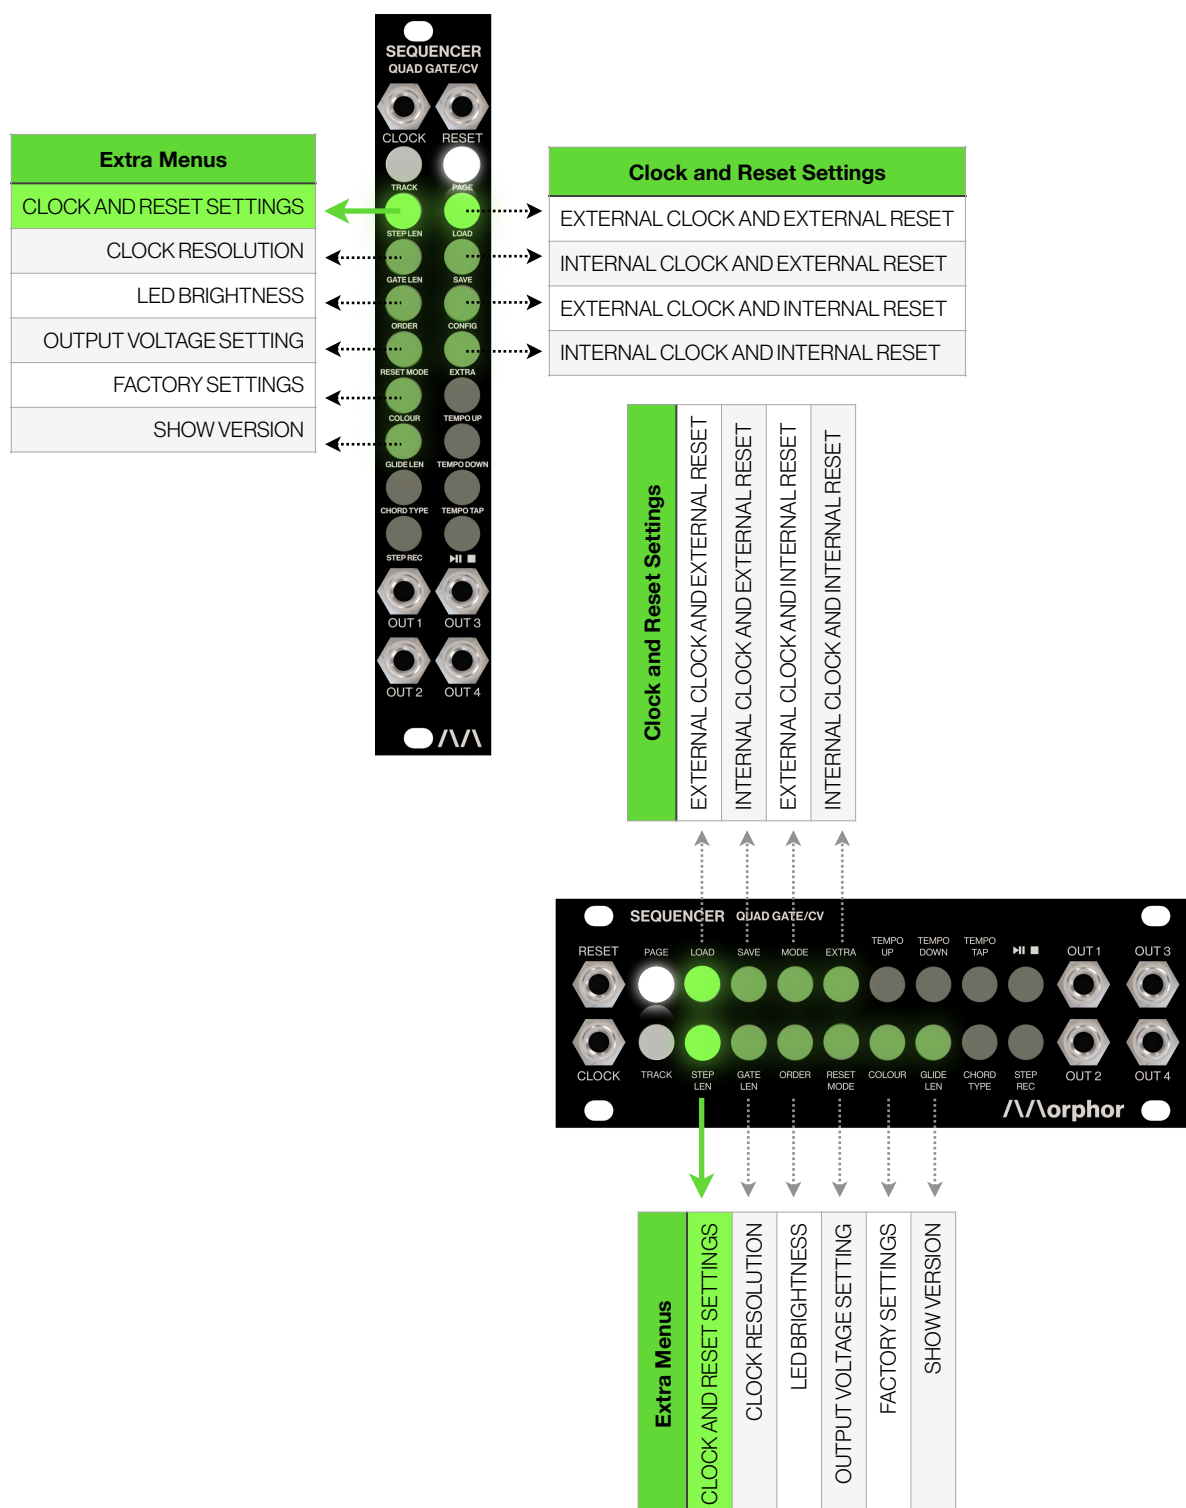 SEQUENCER
QUAD GATE/CV
CLOCK RESET
TRACK PAGE
STEP LEN LOAD
GATE LEN SAVE
ORDER CONFIG
RESET MODE EXTRA
COLOUR TEMPO UP
GLIDE LEN TEMPO DOWN
CHORD TYPE TEMPO TAP
STEP REC
OUT 1 OUT 3
OUT 2 OUT 4
Extra Menus
CLOCK AND RESET SETTINGS
CLOCK RESOLUTION
LED BRIGHTNESS
OUTPUT VOLTAGE SETTING
FACTORY SETTINGS
SHOW VERSION
Clock and Reset Settings
EXTERNAL CLOCK AND EXTERNAL RESET
INTERNAL CLOCK AND EXTERNAL RESET
EXTERNAL CLOCK AND INTERNAL RESET
INTERNAL CLOCK AND INTERNAL RESET
Clock and Reset Settings
EXTERNAL CLOCK AND EXTERNAL RESET
INTERNAL CLOCK AND EXTERNAL RESET
EXTERNAL CLOCK AND INTERNAL RESET
INTERNAL CLOCK AND INTERNAL RESET
SEQUENCER QUAD GATE/CV
RESET PAGE LOAD SAVE MODE EXTRA TEMPO UP TEMPO DOWN TEMPO TAP OUT 1 OUT 3
CLOCK TRACK STEP LEN GATE LEN ORDER RESET MODE COLOUR GLIDE LEN CHORD TYPE STEP REC OUT 2 OUT 4
/\/\orphor
Extra Menus
CLOCK AND RESET SETTINGS
CLOCK RESOLUTION
LED BRIGHTNESS
OUTPUT VOLTAGE SETTING
FACTORY SETTINGS
SHOW VERSION